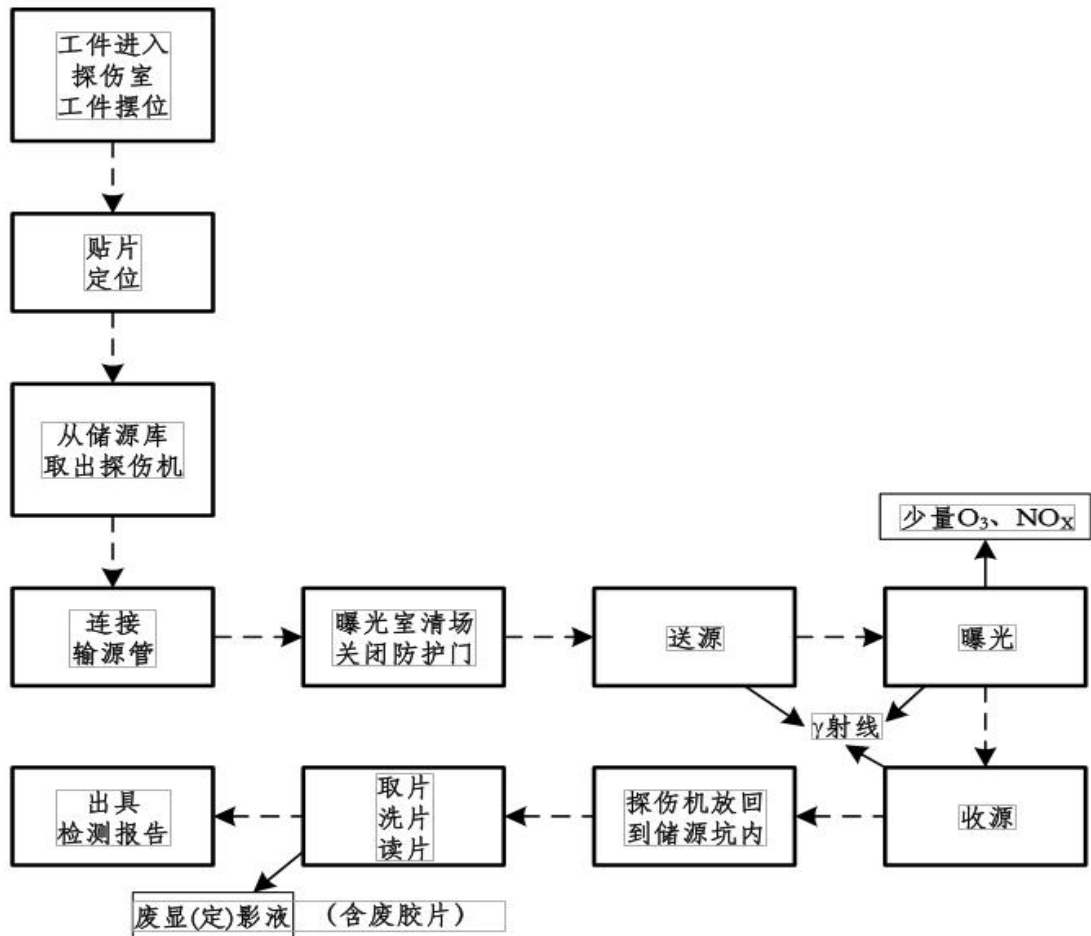 工件进入
探伤室
工件摆位
贴片
定位
从储源库
取出探伤机
少量O₃、NOₓ
连接
输源管
曝光室清场
关闭防护门
送源
曝光
γ射线
出具
检测报告
取片
洗片
读片
探伤机放回
到储源坑内
收源
废显(定)影液 （含废胶片）